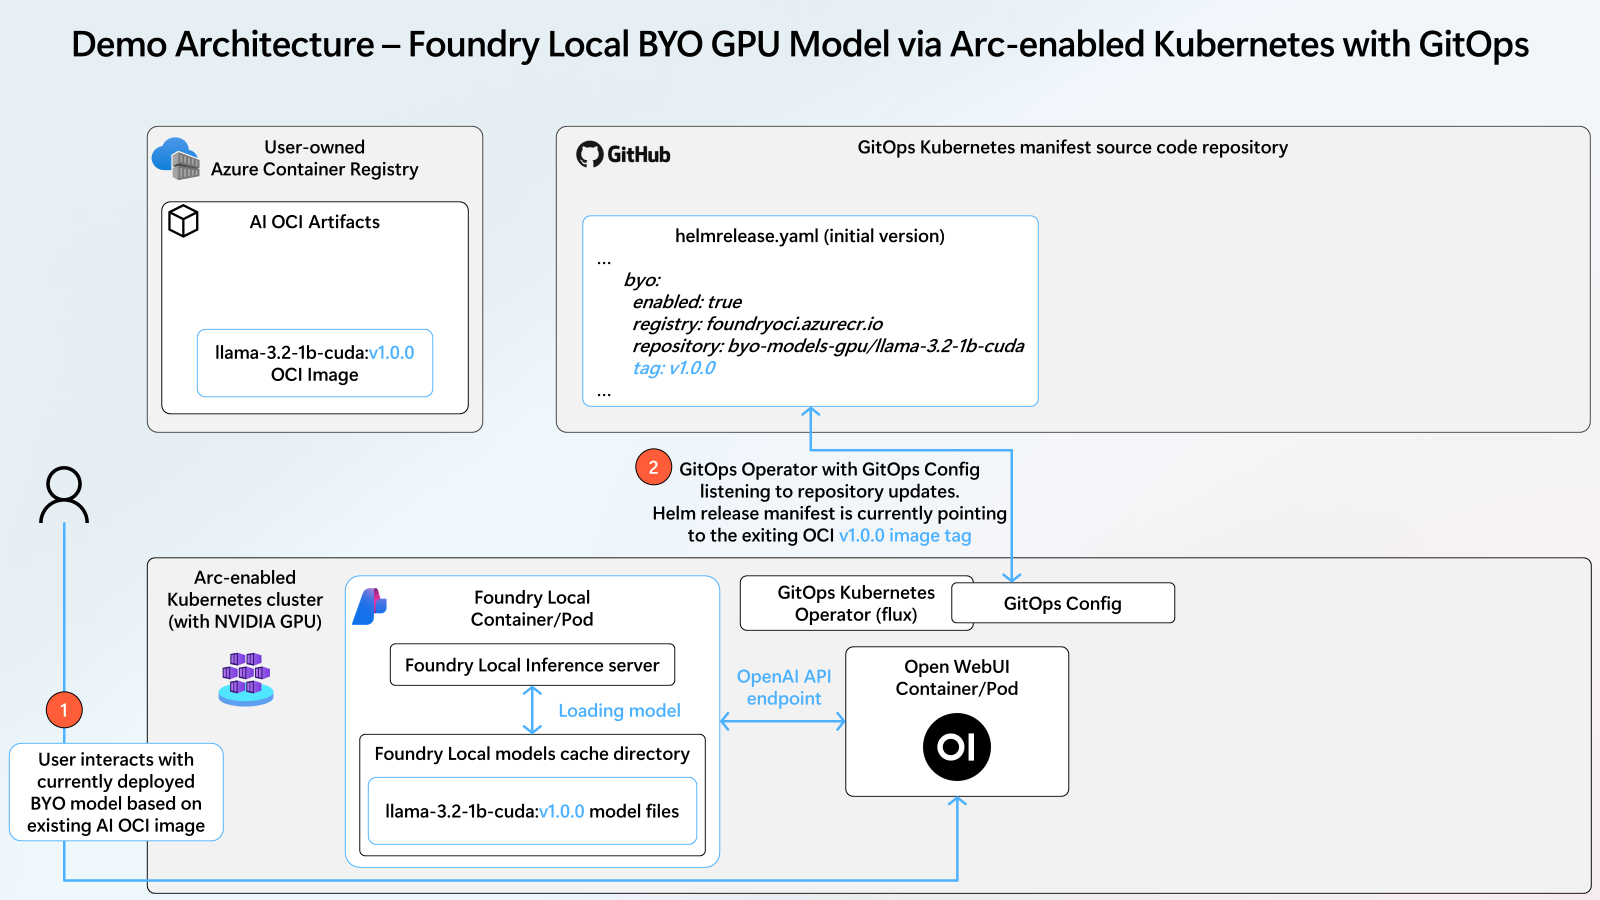 Demo Architecture – Foundry Local BYO GPU Model via Arc-enabled Kubernetes with GitOps
User-owned
Azure Container Registry
AI OCI Artifacts
llama-3.2-1b-cuda:v1.0.0
OCI Image
GitHub
GitOps Kubernetes manifest source code repository
helmrelease.yaml (initial version)
...
byo:
enabled: true
registry: foundryoci.azurecr.io
repository: byo-models-gpu/llama-3.2-1b-cuda
tag: v1.0.0
...
2
GitOps Operator with GitOps Config
listening to repository updates.
Helm release manifest is currently pointing
to the exiting OCI v1.0.0 image tag
1
User interacts with
currently deployed
BYO model based on
existing AI OCI image
Arc-enabled
Kubernetes cluster
(with NVIDIA GPU)
Foundry Local
Container/Pod
Foundry Local Inference server
Loading model
Foundry Local models cache directory
llama-3.2-1b-cuda:v1.0.0 model files
OpenAI API
endpoint
GitOps Kubernetes
Operator (flux)
GitOps Config
Open WebUI
Container/Pod
OI